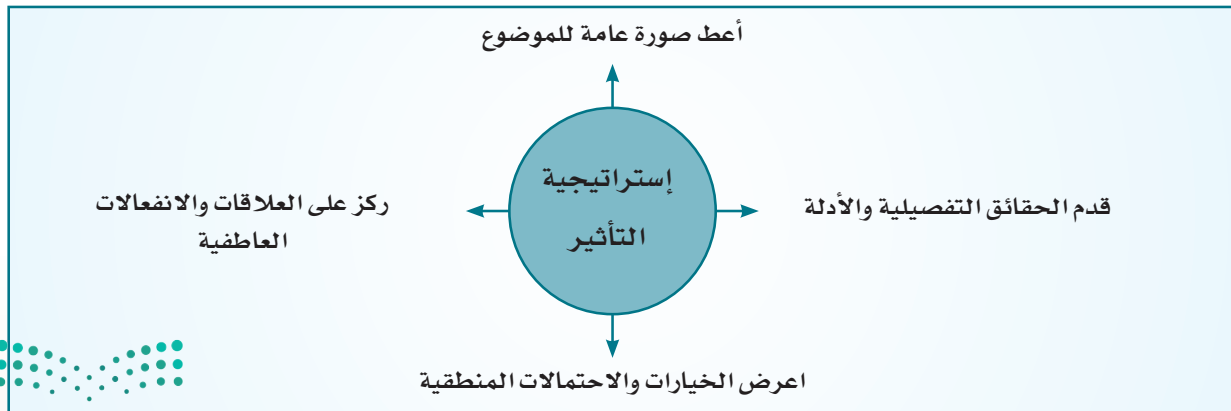 أعط صورة عامة للموضوع
إستراتيجية
التأثير
قدم الحقائق التفصيلية والأدلة
ركز على العلاقات والانفعالات
العاطفية
اعرض الخيارات والاحتمالات المنطقية